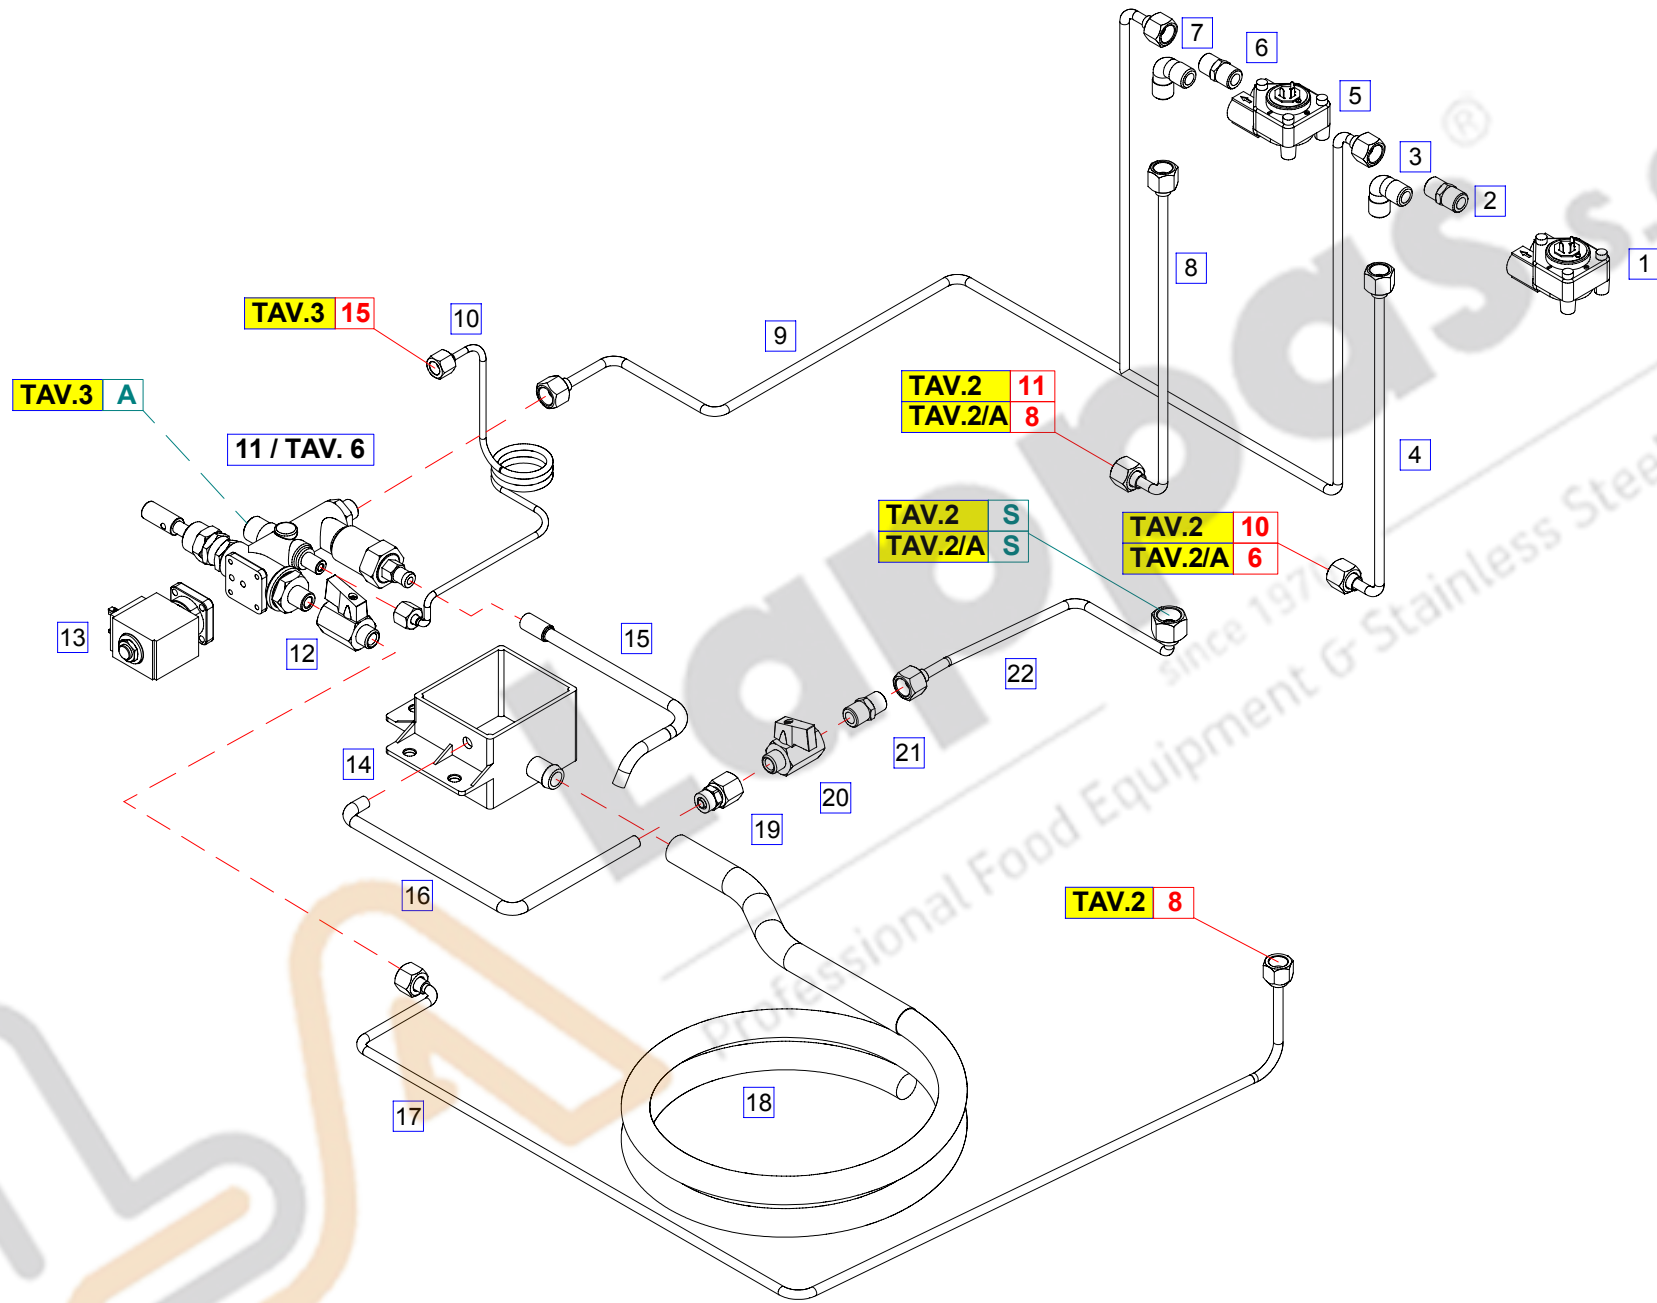 7
6
5
®
3
2
8
1
TAV.3 15
10
9
TAV.3 A
TAV.2 11
TAV.2/A 8
11 / TAV. 6
4
TAV.2 S
TAV.2/A S
TAV.2 10
TAV.2/A 6
13
12
15
22
14
21
20
19
16
TAV.2 8
17
18
Lappas
since 197
Professional Food Equipment & Stainless Steel